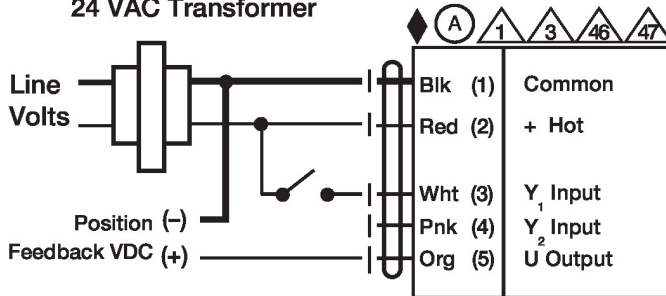 24 VAC Transformer
A 1 3 46 47
Line Volts
Blk (1) Common
Red (2) + Hot
Wht (3) Y1 Input
Position (–)
Pnk (4) Y2 Input
Feedback VDC (+)
Org (5) U Output